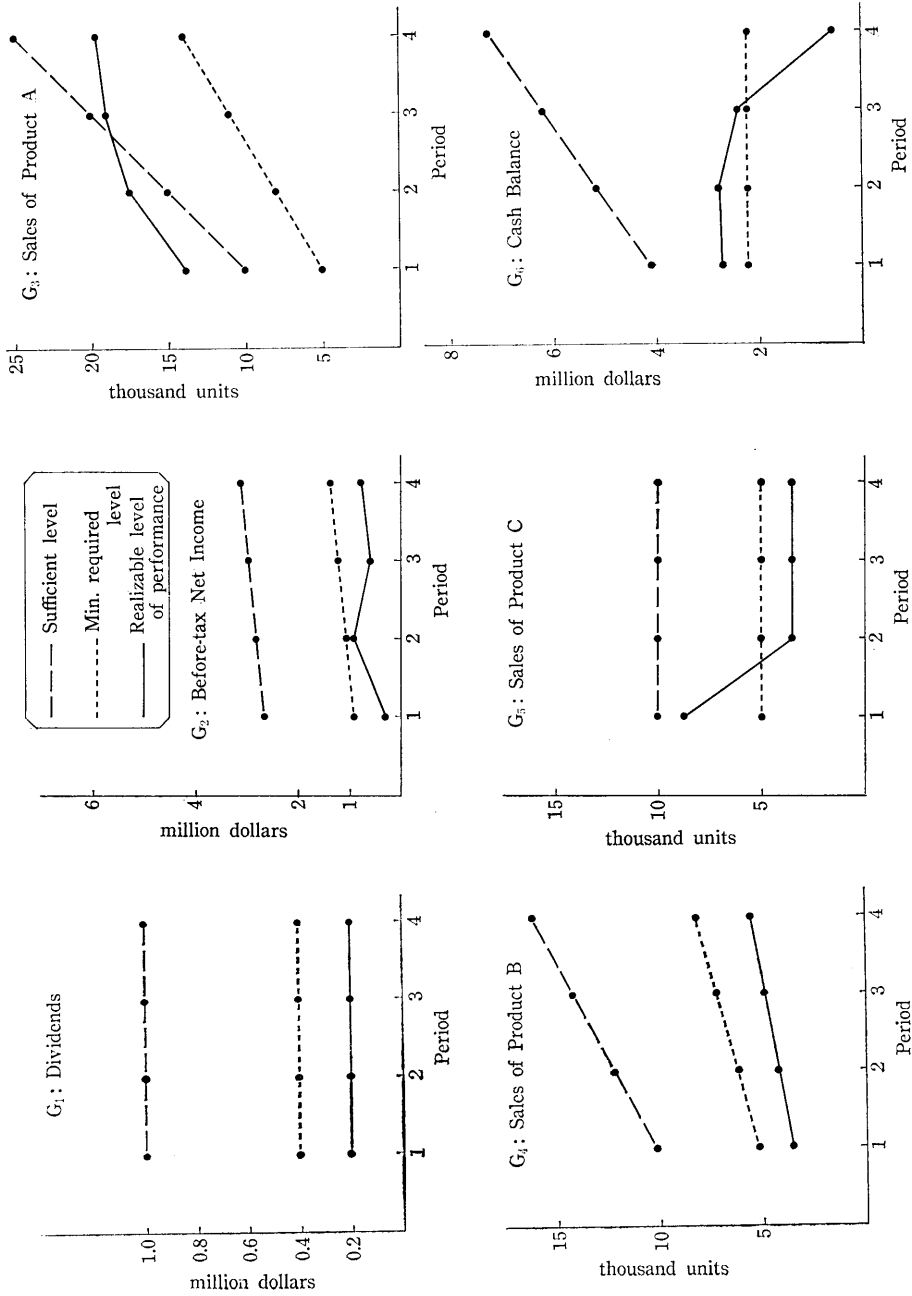 G₁: Dividends
million dollars
1.0
0.8
0.6
0.4
0.2
1
2
3
4
Period
Sufficient level
Min. required level
Realizable level of performance
G₂: Before-tax Net Income
million dollars
6
4
2
1
1
2
3
4
Period
G₃: Sales of Product A
thousand units
25
20
15
10
5
1
2
3
4
Period
G₄: Sales of Product B
thousand units
15
10
5
1
2
3
4
Period
G₅: Sales of Product C
thousand units
15
10
5
1
2
3
4
Period
G₆: Cash Balance
million dollars
8
6
4
2
1
2
3
4
Period